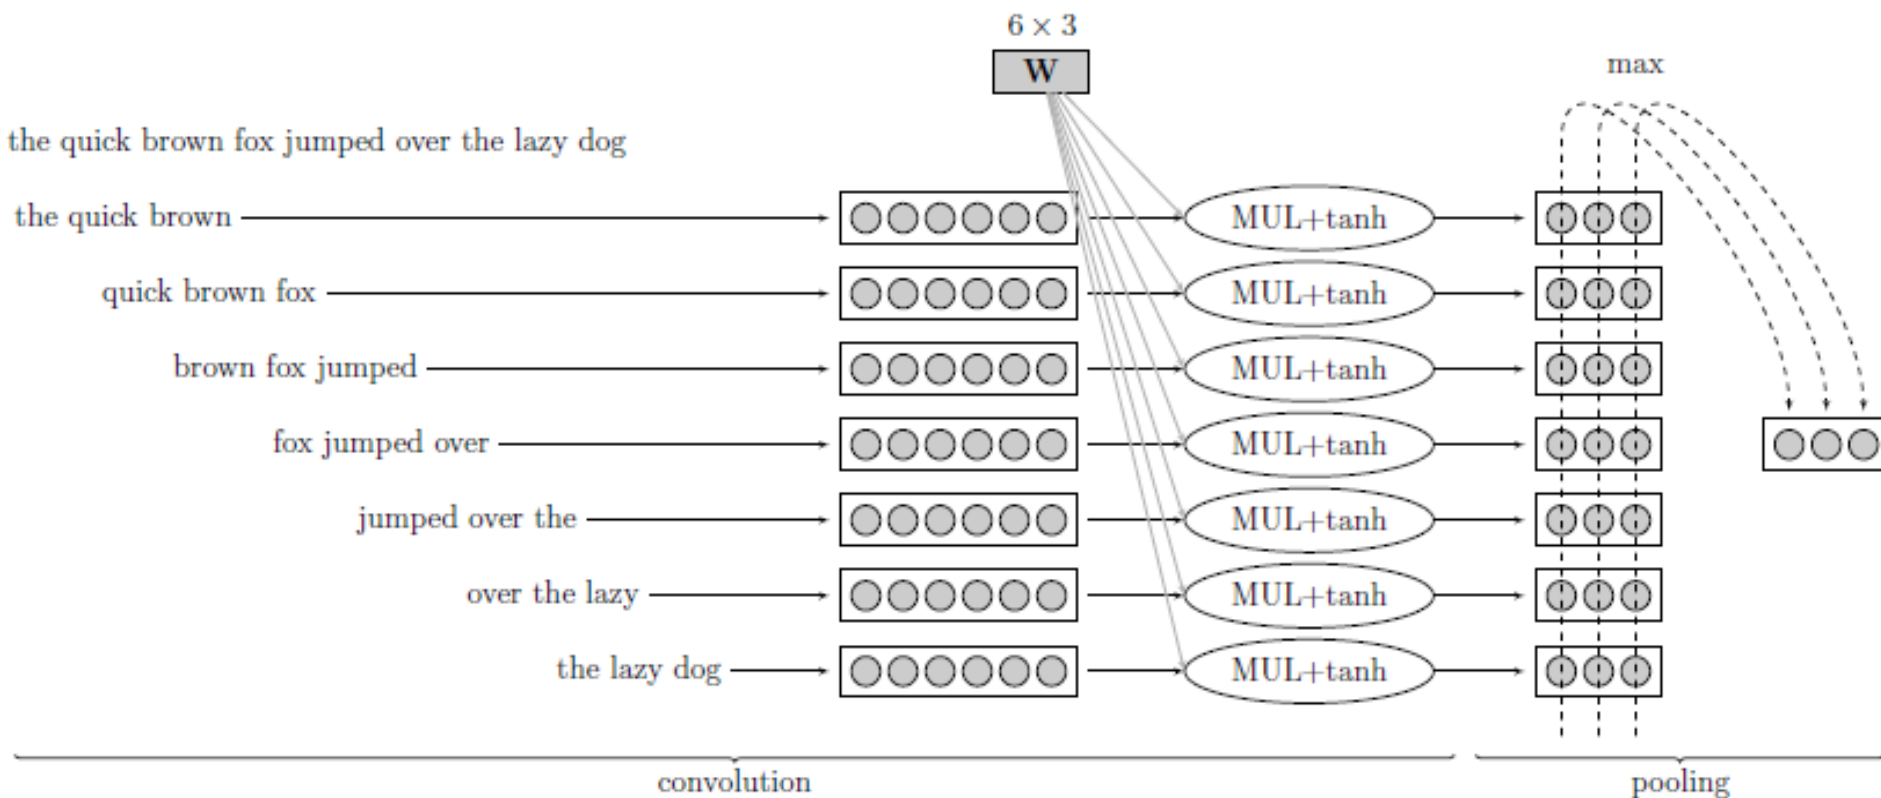 6 × 3
W
max
the quick brown fox jumped over the lazy dog
the quick brown MUL+tanh
quick brown fox MUL+tanh
brown fox jumped MUL+tanh
fox jumped over MUL+tanh
jumped over the MUL+tanh
over the lazy MUL+tanh
the lazy dog MUL+tanh
convolution pooling